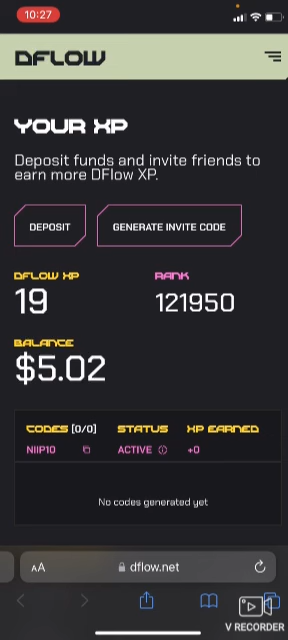 10:27
DFLOW
YOUR XP
Deposit funds and invite friends to
earn more DFlow XP.
DEPOSIT
GENERATE INVITE CODE
DFLOW XP
RANK
19
121950
BALANCE
$5.02
CODES [0/0] STATUS XP EARNED
NIIP10 ACTIVE +0
No codes generated yet
AA dflow.net
V RECORDER